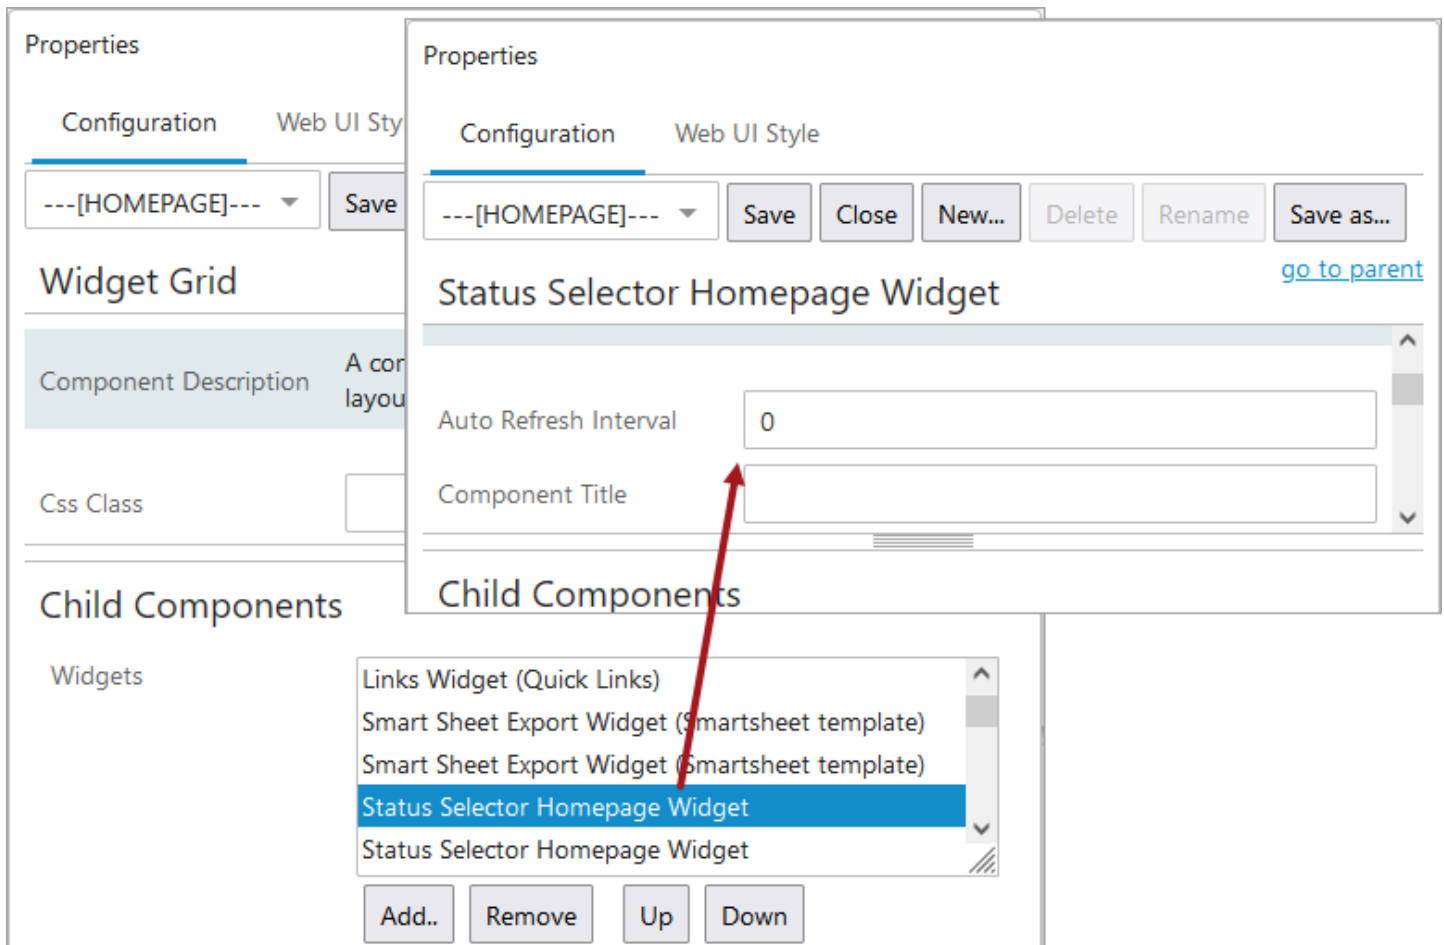 Properties
Configuration Web UI Sty
---[HOMEPAGE]--- Save
Widget Grid
Component Description A cor
layou
Css Class
Child Components
Widgets
Links Widget (Quick Links)
Smart Sheet Export Widget (Smartsheet template)
Smart Sheet Export Widget (Smartsheet template)
Status Selector Homepage Widget
Status Selector Homepage Widget
Add.. Remove Up Down
Properties
Configuration Web UI Style
---[HOMEPAGE]--- Save Close New... Delete Rename Save as...
go to parent
Status Selector Homepage Widget
Auto Refresh Interval 0
Component Title
Child Components